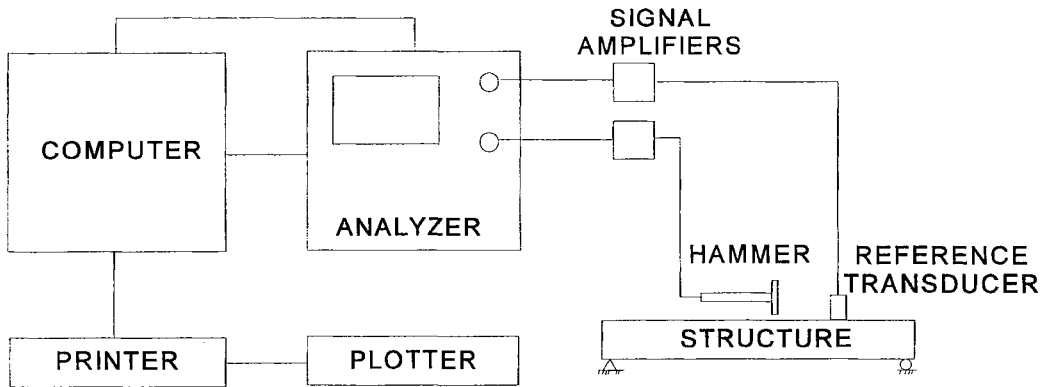 SIGNAL
AMPLIFIERS
COMPUTER
ANALYZER
HAMMER
REFERENCE
TRANSDUCER
STRUCTURE
PRINTER
PLOTTER